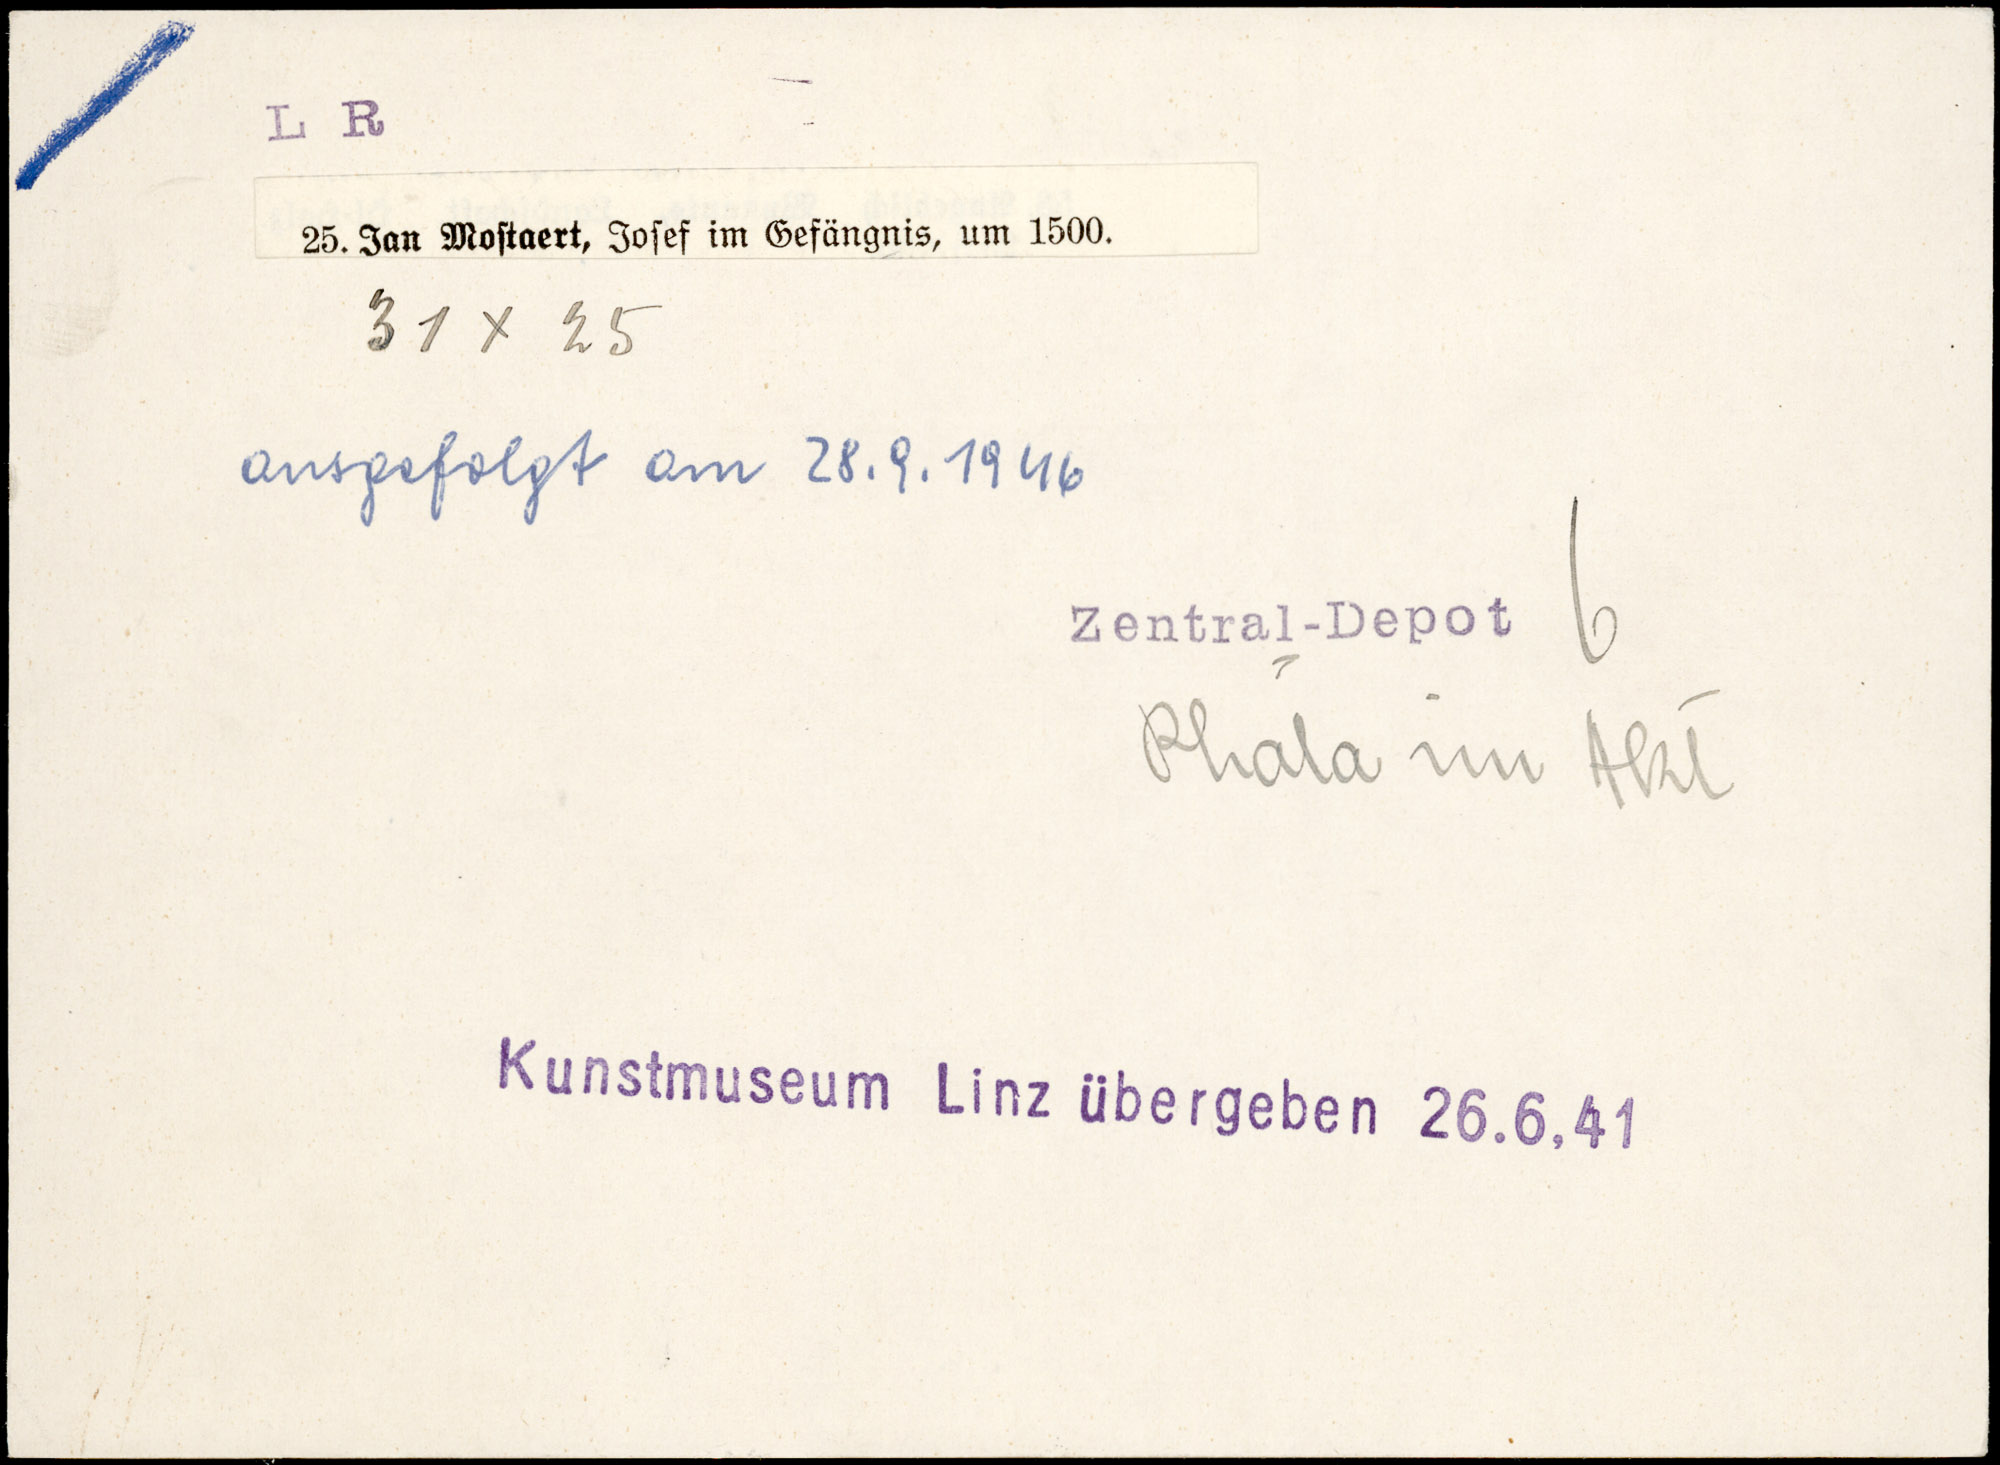 L R
25. Jan Mostaert, Josef im Gefängnis, um 1500.
31 x 25
ausgefolgt am 28.9.1946
Zentral-Depot 6
im Akt
Kunstmuseum Linz übergeben 26.6.41